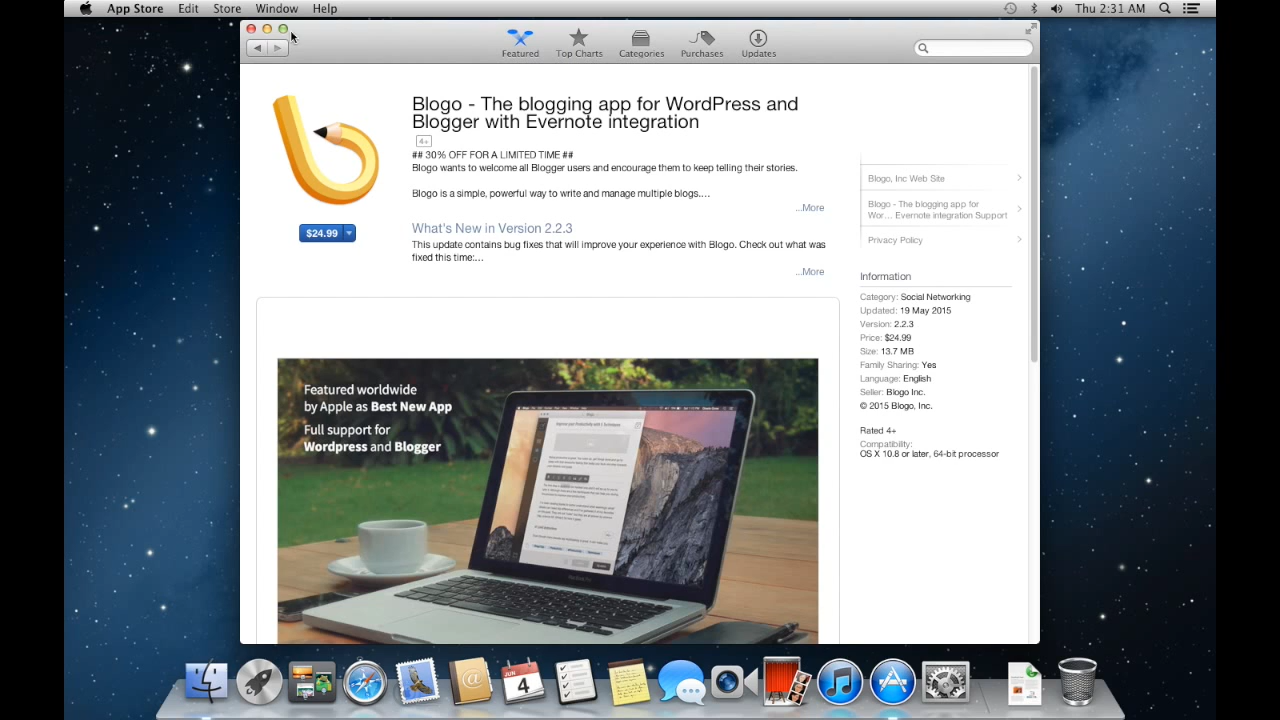 App Store Edit Store Window Help
Thu 2:31 AM
Featured
Top Charts
Categories
Purchases
Updates
Blogo - The blogging app for WordPress and
Blogger with Evernote integration
4+
## 30% OFF FOR A LIMITED TIME ##
Blogo wants to welcome all Blogger users and encourage them to keep telling their stories.
Blogo is a simple, powerful way to write and manage multiple blogs....
...More
$24.99
What's New in Version 2.2.3
This update contains bug fixes that will improve your experience with Blogo. Check out what was
fixed this time:...
...More
Blogo, Inc Web Site
Blogo - The blogging app for
Wor... Evernote integration Support
Privacy Policy
Information
Category: Social Networking
Updated: 19 May 2015
Version: 2.2.3
Price: $24.99
Size: 13.7 MB
Family Sharing: Yes
Language: English
Seller: Blogo Inc.
© 2015 Blogo, Inc.
Rated 4+
Compatibility:
OS X 10.8 or later, 64-bit processor
Featured worldwide
by Apple as Best New App
Full support for
Wordpress and Blogger
JUN
4